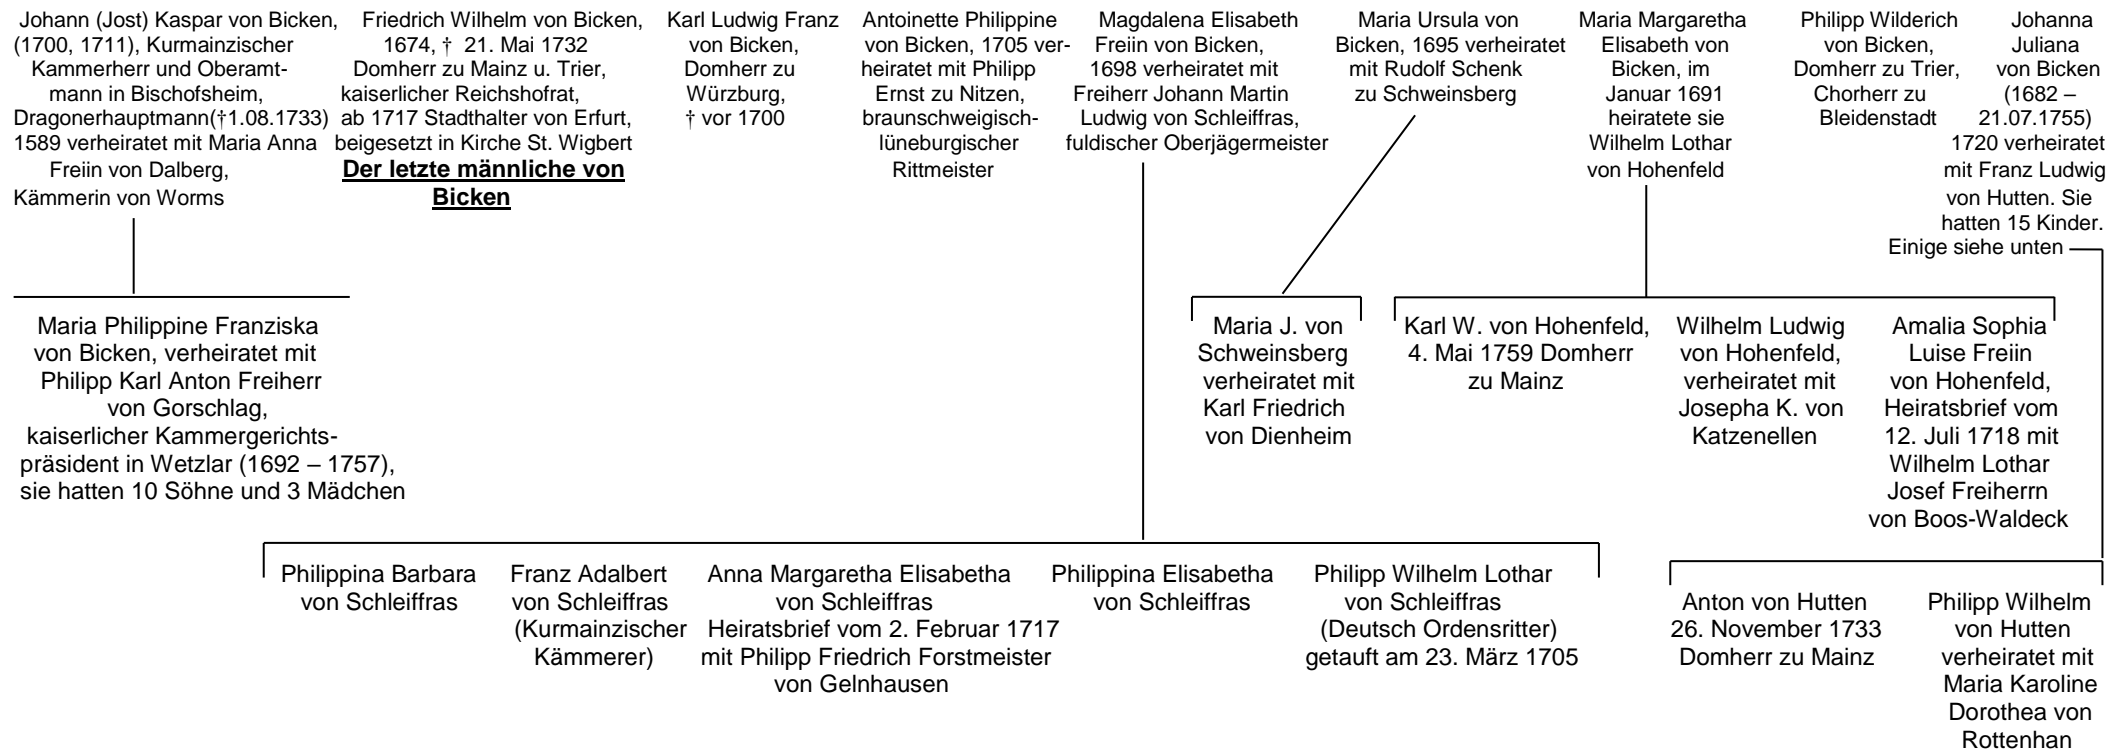 Johann (Jost) Kaspar von Bicken,
(1700, 1711), Kurmainzischer
Kammerherr und Oberamt-
mann in Bischofsheim,
Dragonerhauptmann(†1.08.1733)
1589 verheiratet mit Maria Anna
Freiin von Dalberg,
Kämmerin von Worms
Friedrich Wilhelm von Bicken,
1674, † 21. Mai 1732
Domherr zu Mainz u. Trier,
kaiserlicher Reichshofrat,
ab 1717 Stadthalter von Erfurt,
beigesetzt in Kirche St. Wigbert
Der letzte männliche von
Bicken
Karl Ludwig Franz
von Bicken,
Domherr zu
Würzburg,
† vor 1700
Antoinette Philippine
von Bicken, 1705 ver-
heiratet mit Philipp
Ernst zu Nitzen,
braunschweigisch-
lüneburgischer
Rittmeister
Magdalena Elisabeth
Freiin von Bicken,
1698 verheiratet mit
Freiherr Johann Martin
Ludwig von Schleiffras,
fuldischer Oberjägermeister
Maria Ursula von
Bicken, 1695 verheiratet
mit Rudolf Schenk
zu Schweinsberg
Maria Margaretha
Elisabeth von
Bicken, im
Januar 1691
heiratete sie
Wilhelm Lothar
von Hohenfeld
Philipp Wilderich
von Bicken,
Domherr zu Trier,
Chorherr zu
Bleidenstadt
Johanna
Juliana
von Bicken
(1682 –
21.07.1755)
1720 verheiratet
mit Franz Ludwig
von Hutten. Sie
hatten 15 Kinder.
Einige siehe unten
Maria Philippine Franziska
von Bicken, verheiratet mit
Philipp Karl Anton Freiherr
von Gorschlag,
kaiserlicher Kammergerichts-
präsident in Wetzlar (1692 – 1757),
sie hatten 10 Söhne und 3 Mädchen
Maria J. von
Schweinsberg
verheiratet mit
Karl Friedrich
von Dienheim
Karl W. von Hohenfeld,
4. Mai 1759 Domherr
zu Mainz
Wilhelm Ludwig
von Hohenfeld,
verheiratet mit
Josepha K. von
Katzenellen
Amalia Sophia
Luise Freiin
von Hohenfeld,
Heiratsbrief vom
12. Juli 1718 mit
Wilhelm Lothar
Josef Freiherrn
von Boos-Waldeck
Philippina Barbara
von Schleiffras
Franz Adalbert
von Schleiffras
(Kurmainzischer
Kämmerer)
Anna Margaretha Elisabetha
von Schleiffras
Heiratsbrief vom 2. Februar 1717
mit Philipp Friedrich Forstmeister
von Gelnhausen
Philippina Elisabetha
von Schleiffras
Philipp Wilhelm Lothar
von Schleiffras
(Deutsch Ordensritter)
getauft am 23. März 1705
Anton von Hutten
26. November 1733
Domherr zu Mainz
Philipp Wilhelm
von Hutten
verheiratet mit
Maria Karoline
Dorothea von
Rottenhan